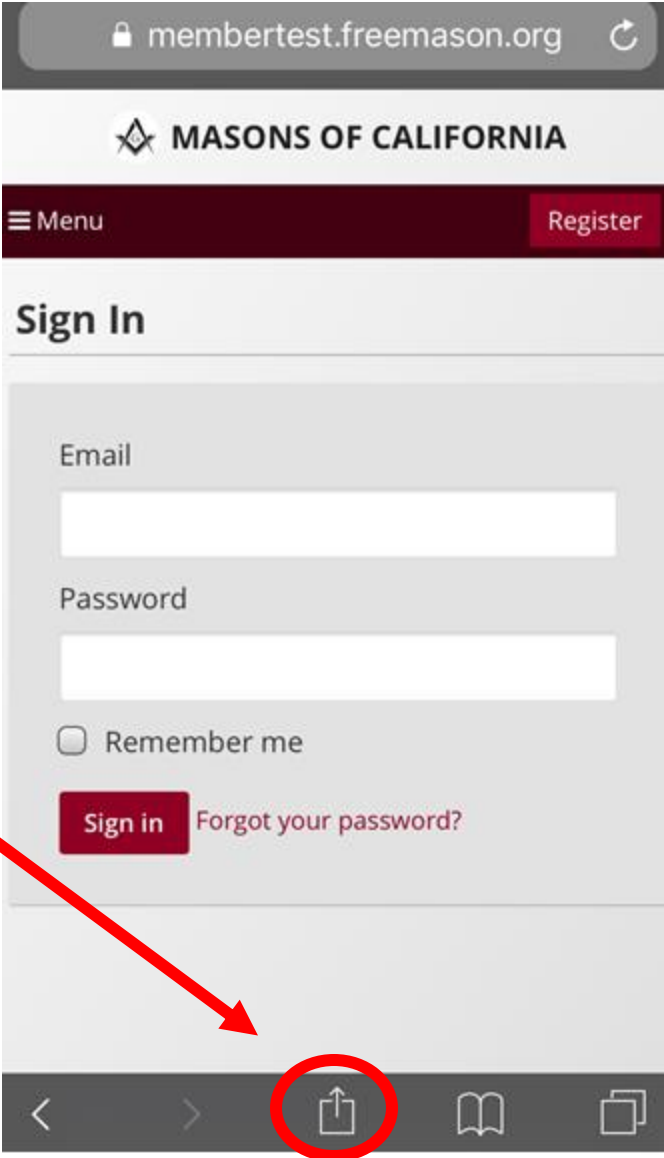 membertest.freemason.org
MASONS OF CALIFORNIA
Menu Register
Sign In
Email
Password
Remember me
Sign in Forgot your password?